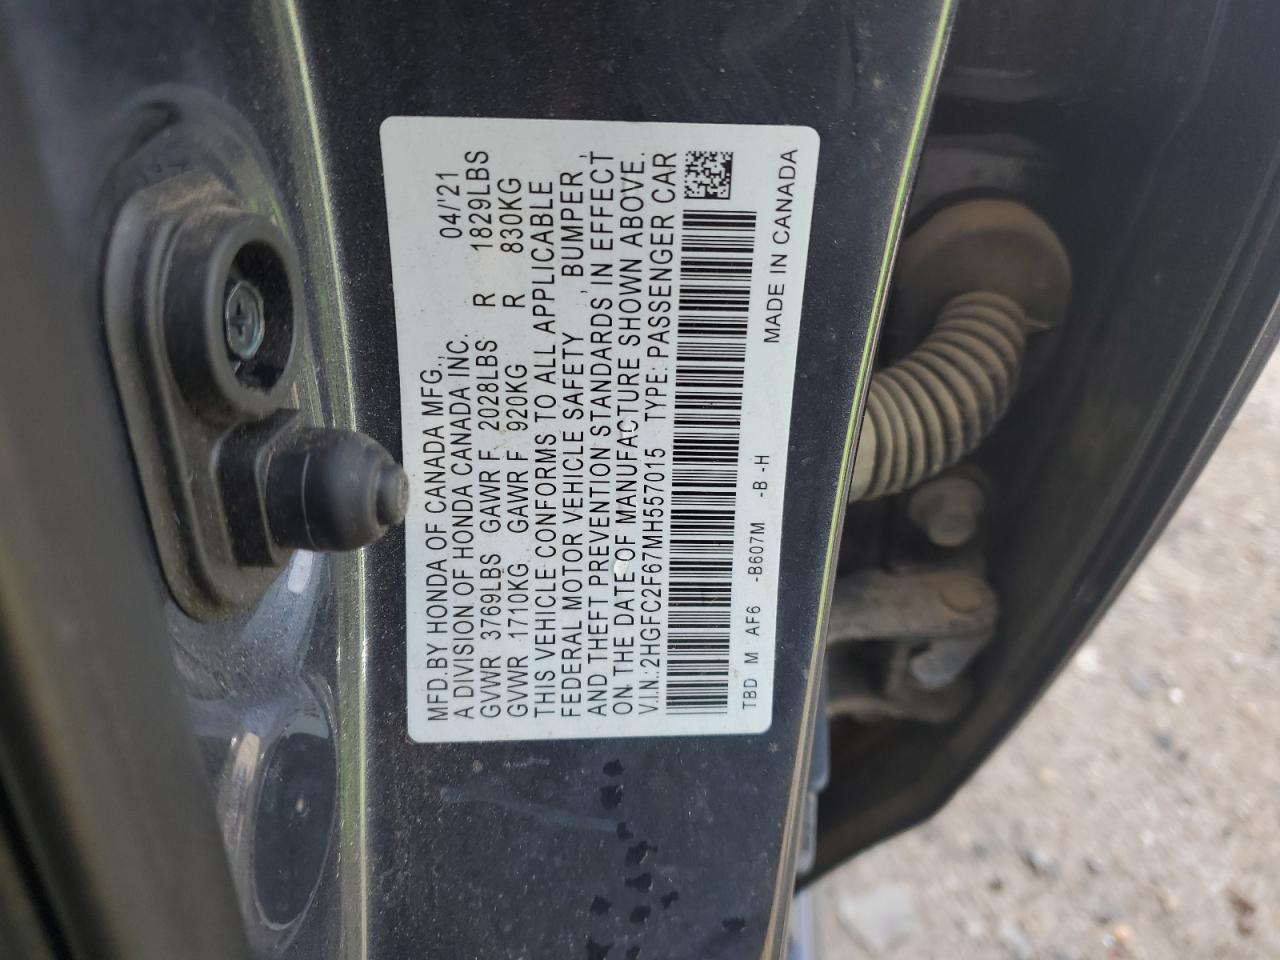 MFD.BY HONDA OF CANADA MFG., 04/'21
A DIVISION OF HONDA CANADA INC.
GVWR 3769LBS GAWR F 2028LBS R 1829LBS
GVWR 1710KG GAWR F 920KG R 830KG
THIS VEHICLE CONFORMS TO ALL APPLICABLE
FEDERAL MOTOR VEHICLE SAFETY , BUMPER ,
AND THEFT PREVENTION STANDARDS IN EFFECT
ON THE DATE OF MANUFACTURE SHOWN ABOVE.
V.I.N.:2HGFC2F67MH557015 TYPE: PASSENGER CAR
TBD M AF6 -B607M -B -H MADE IN CANADA